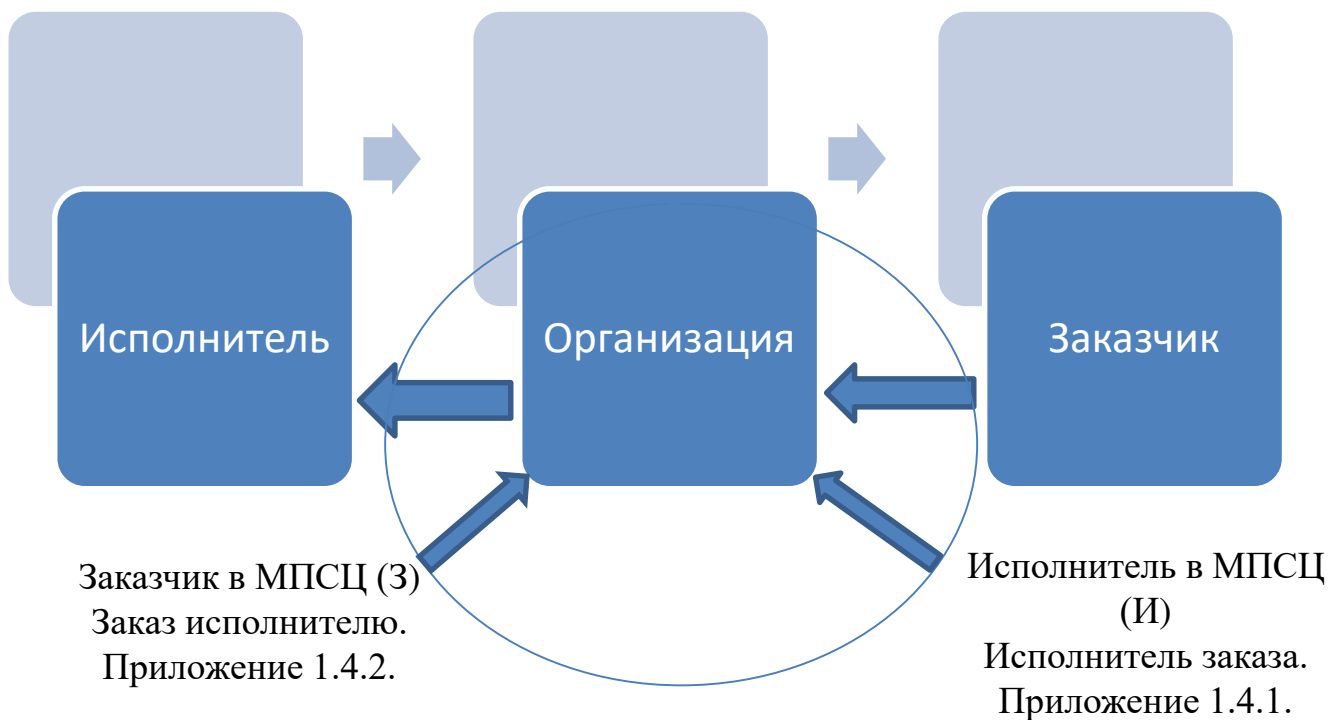 Исполнитель
Организация
Заказчик
Заказчик в МПСЦ (З)
Заказ исполнителю.
Приложение 1.4.2.
Исполнитель в МПСЦ
(И)
Исполнитель заказа.
Приложение 1.4.1.